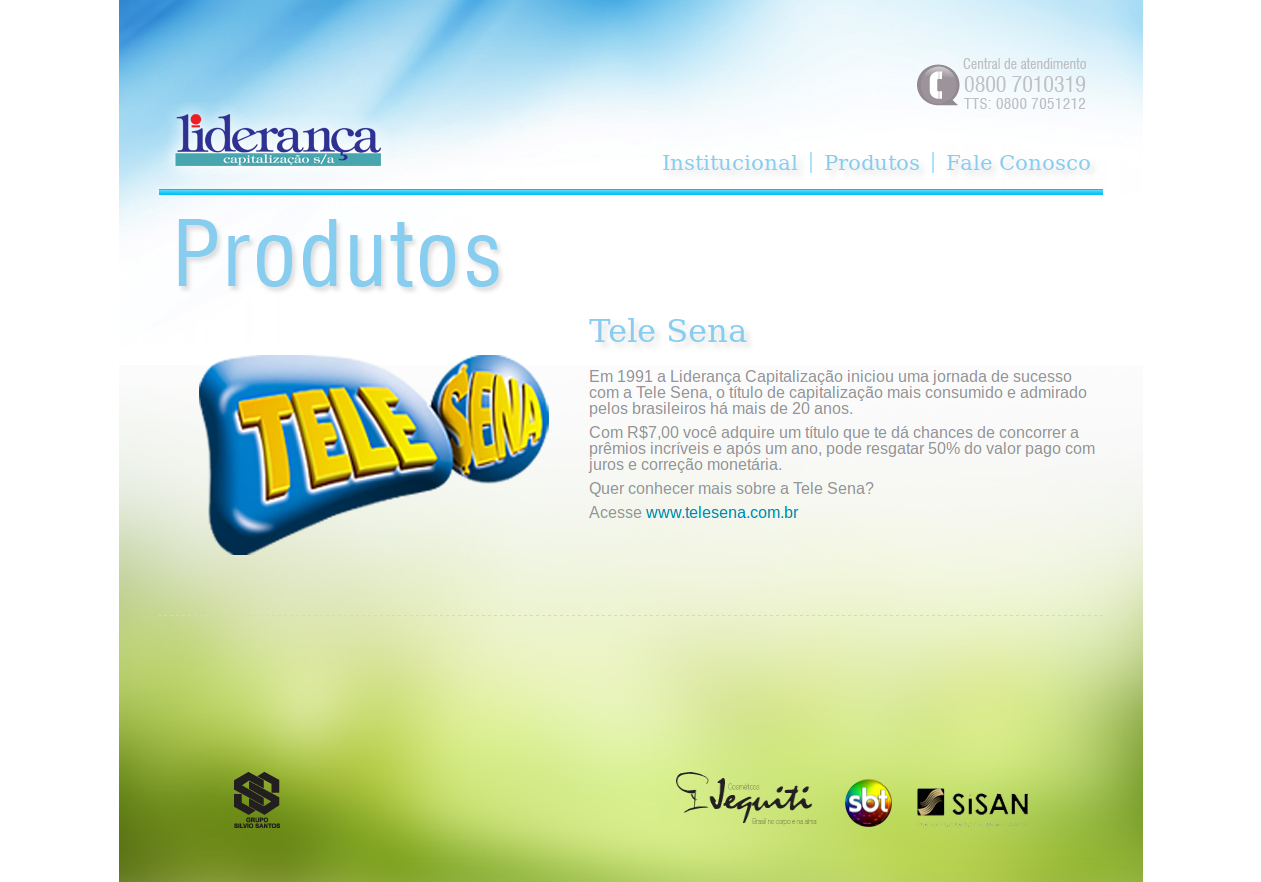 Central de atendimento
0800 7010319
TTS: 0800 7051212
liderança
capitalização s/a
Institucional
Produtos
Fale Conosco
Produtos
Tele Sena
TELE SENA
Em 1991 a Liderança Capitalização iniciou uma jornada de sucesso
com a Tele Sena, o título de capitalização mais consumido e admirado
pelos brasileiros há mais de 20 anos.
Com R$7,00 você adquire um título que te dá chances de concorrer a
prêmios incríveis e após um ano, pode resgatar 50% do valor pago com
juros e correção monetária.
Quer conhecer mais sobre a Tele Sena?
Acesse www.telesena.com.br
GRUPO
SILVIO SANTOS
Cosméticos
Jequiti
Brasil no corpo e na alma
sbt
SiSAN